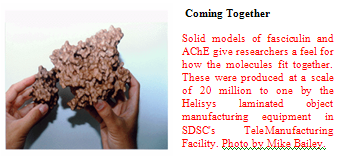 Coming Together
Solid models of fasciculin and
AChE give researchers a feel for
how the molecules fit together.
These were produced at a scale
of 20 million to one by the
Helisys laminated object
manufacturing equipment in
SDSC's TeleManufacturing
Facility. Photo by Mike Bailey.